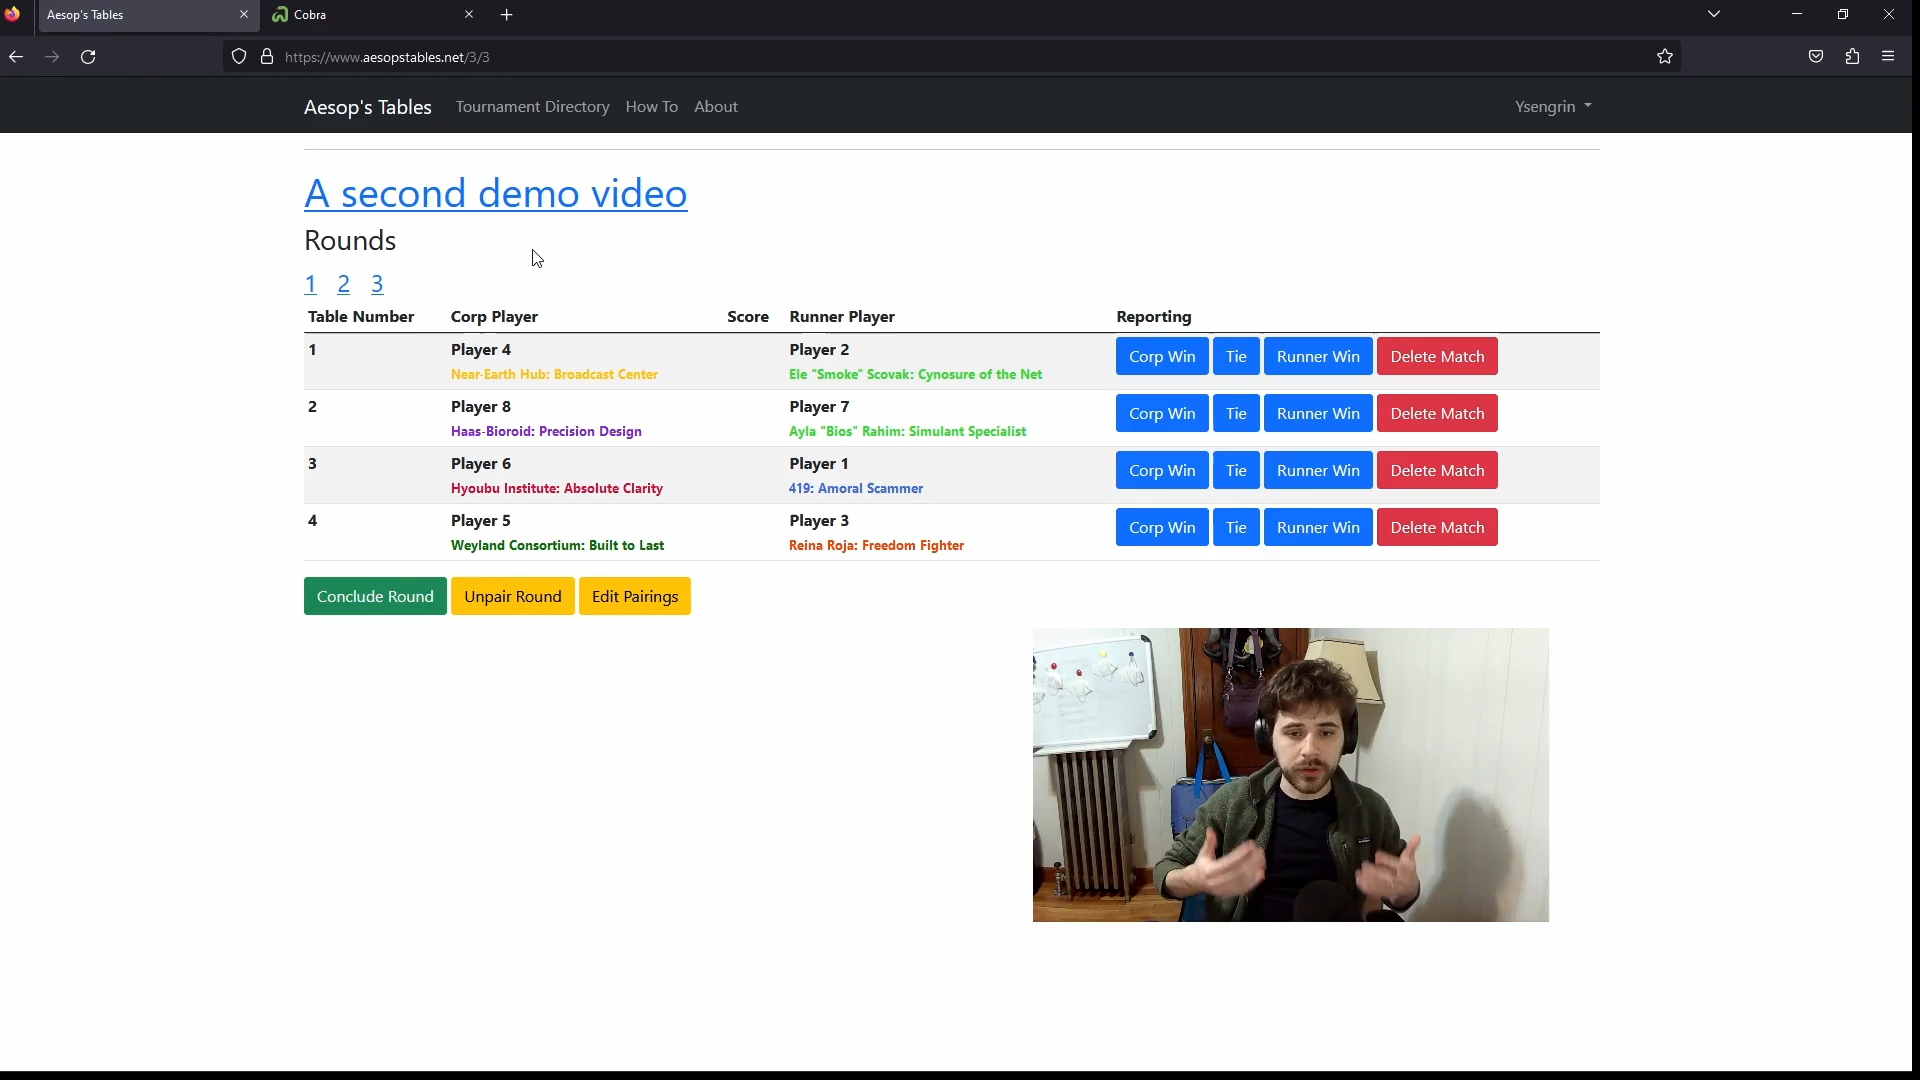 Aesop's Tables
Cobra
https://www.aesopstables.net/3/3
Aesop's Tables Tournament Directory How To About Ysengrin
A second demo video
Rounds
1 2 3
Table Number Corp Player Score Runner Player Reporting
1 Player 4 Player 2 Corp Win Tie Runner Win Delete Match
Near-Earth Hub: Broadcast Center Ele "Smoke" Scovak: Cynosure of the Net
2 Player 8 Player 7 Corp Win Tie Runner Win Delete Match
Haas-Bioroid: Precision Design Ayla "Bios" Rahim: Simulant Specialist
3 Player 6 Player 1 Corp Win Tie Runner Win Delete Match
Hyoubu Institute: Absolute Clarity 419: Amoral Scammer
4 Player 5 Player 3 Corp Win Tie Runner Win Delete Match
Weyland Consortium: Built to Last Reina Roja: Freedom Fighter
Conclude Round Unpair Round Edit Pairings